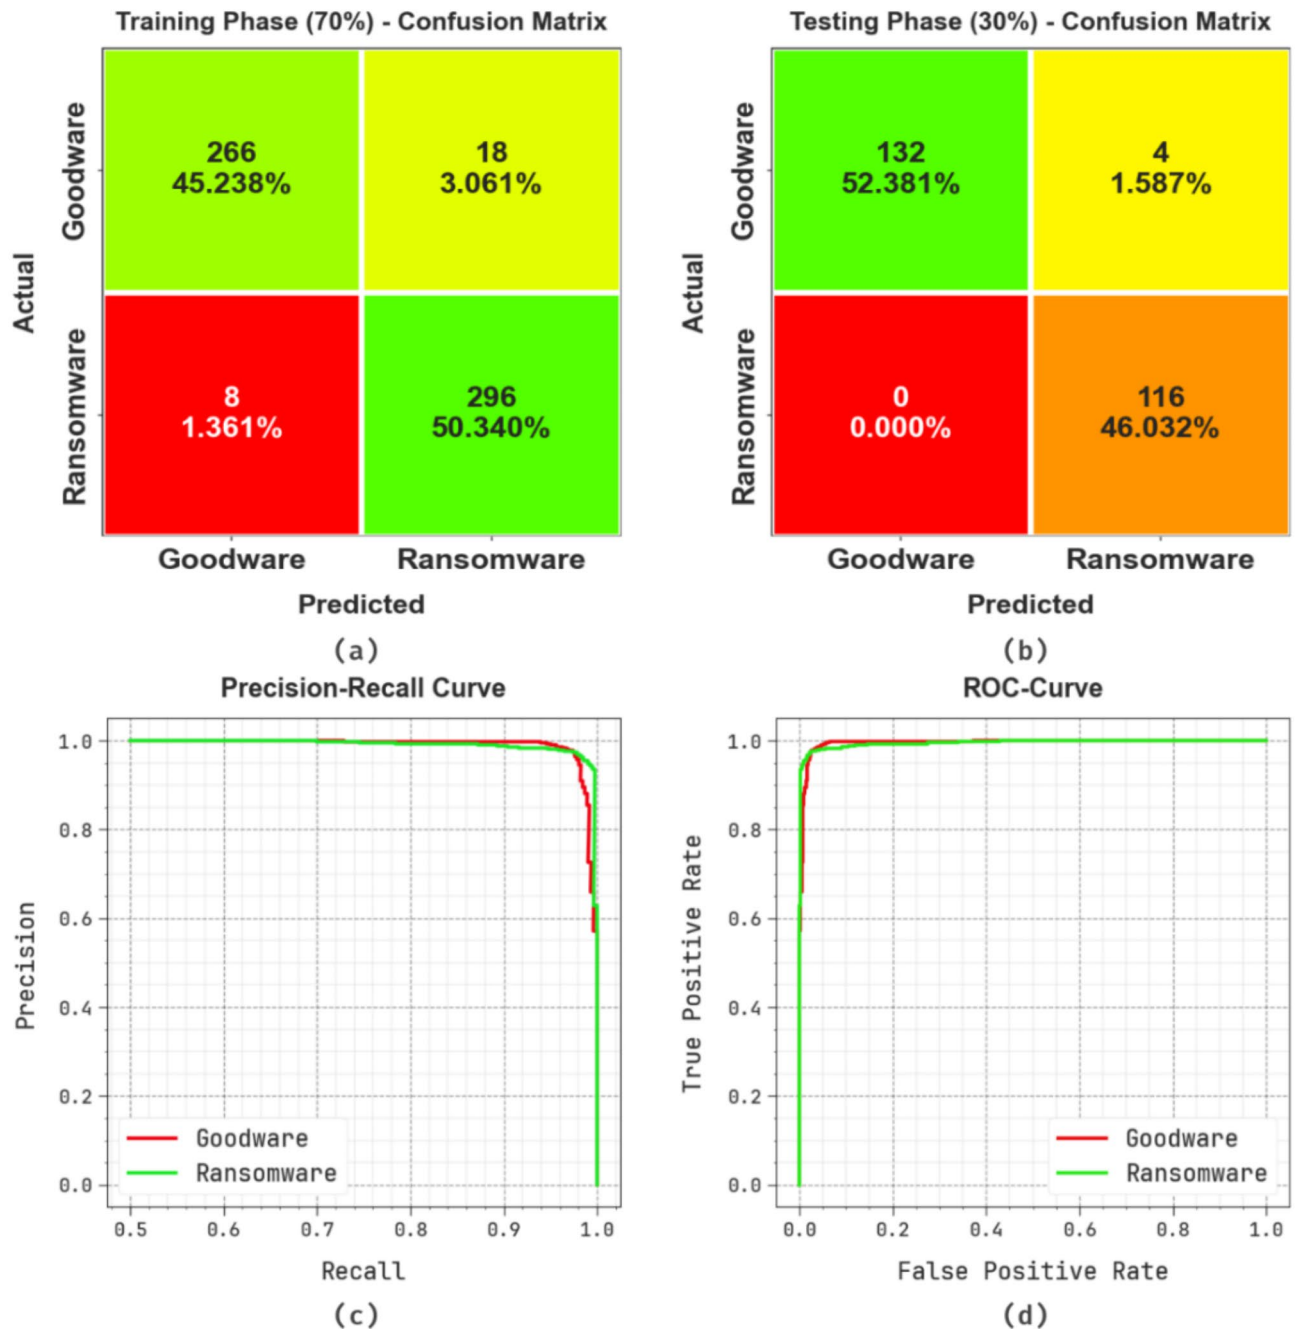 Training Phase (70%) - Confusion Matrix
Actual
Goodware
Ransomware
266
45.238%
18
3.061%
8
1.361%
296
50.340%
Goodware
Ransomware
Predicted
(a)
Testing Phase (30%) - Confusion Matrix
Actual
Goodware
Ransomware
132
52.381%
4
1.587%
0
0.000%
116
46.032%
Goodware
Ransomware
Predicted
(b)
Precision-Recall Curve
Precision
1.0
0.8
0.6
0.4
0.2
0.0
Goodware
Ransomware
0.5 0.6 0.7 0.8 0.9 1.0
Recall
(c)
ROC-Curve
True Positive Rate
1.0
0.8
0.6
0.4
0.2
0.0
Goodware
Ransomware
0.0 0.2 0.4 0.6 0.8 1.0
False Positive Rate
(d)